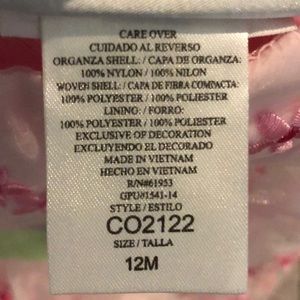 CARE OVER
CUIDADO AL REVERSO
ORGANZA SHELL: / CAPA DE ORGANZA:
100% NYLON / 100% NILON
WOVEN SHELL: / CAPA DE FIBRA COMPACTA:
100% POLYESTER / 100% POLIESTER
LINING: / FORRO:
100% POLYESTER / 100% POLIESTER
EXCLUSIVE OF DECORATION
EXCLUYENDO EL DECORADO
MADE IN VIETNAM
HECHO EN VIETNAM
R/N#61953
GPU#1541-14
STYLE / ESTILO
CO2122
SIZE / TALLA
12M